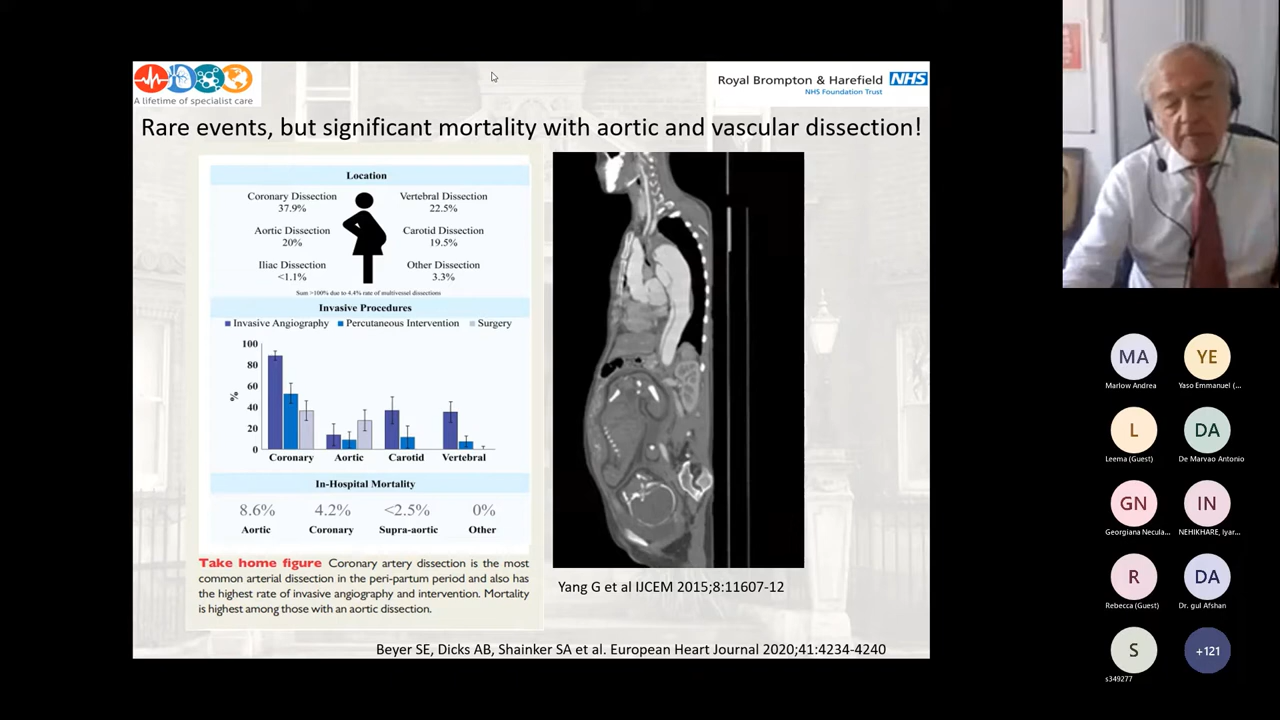 A lifetime of specialist care
Royal Brompton & Harefield NHS
NHS Foundation Trust
Rare events, but significant mortality with aortic and vascular dissection!
Location
Coronary Dissection
37.9%
Vertebral Dissection
22.5%
Aortic Dissection
20%
Carotid Dissection
19.5%
Iliac Dissection
<1.1%
Other Dissection
3.3%
Sum >100% due to 4.4% rate of multivessel dissections
Invasive Procedures
Invasive Angiography Percutaneous Intervention Surgery
100
80
60
40
20
0
%
Coronary Aortic Carotid Vertebral
In-Hospital Mortality
8.6% 4.2% <2.5% 0%
Aortic Coronary Supra-aortic Other
Take home figure Coronary artery dissection is the most
common arterial dissection in the peri-partum period and also has
the highest rate of invasive angiography and intervention. Mortality
is highest among those with an aortic dissection.
Yang G et al IJCEM 2015;8:11607-12
Beyer SE, Dicks AB, Shainker SA et al. European Heart Journal 2020;41:4234-4240
MA YE
Marlow Andrea Yaso Emmanuel (...
L DA
Leema (Guest) De Marvao Antonio
GN IN
Georgiana Necula... NEHIKHARE, Iyar...
R DA
Rebecca (Guest) Dr. gul Afshan
S +121
s349277